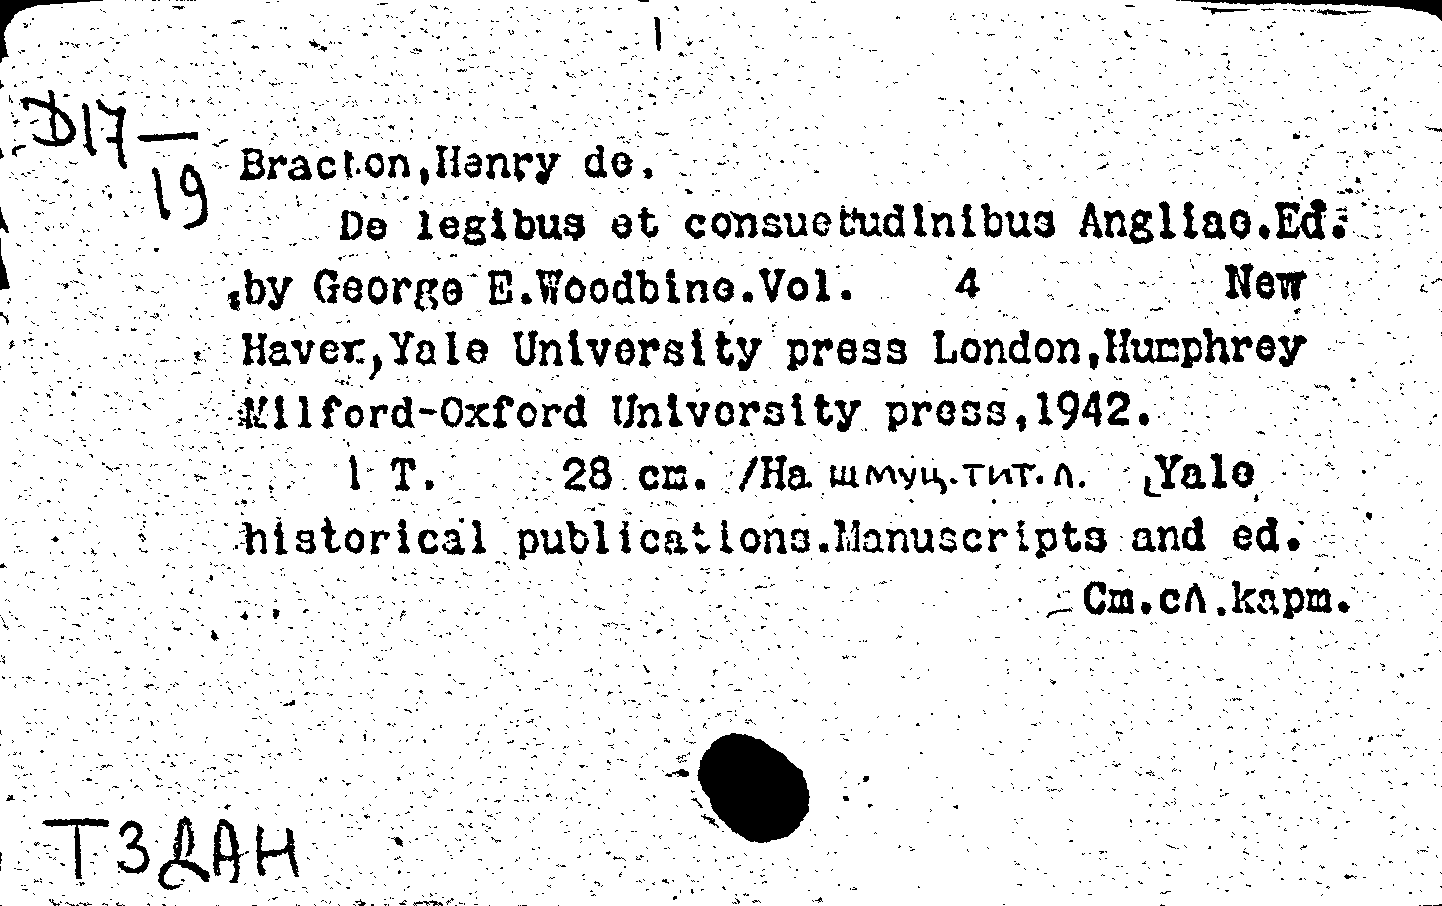 D17—
19
Bracton,Henry de.
De legibus et consuetudinibus Angliae.Ed.
by George E.Woodbine.Vol. 4 New
Haven,Yale University press London,Humphrey
Milford-Oxford University press,1942.
1 T. 28 cm. /На шмуц.тит.л. Yale
historical publications.Manuscripts and ed.
Cm.сл.карт.